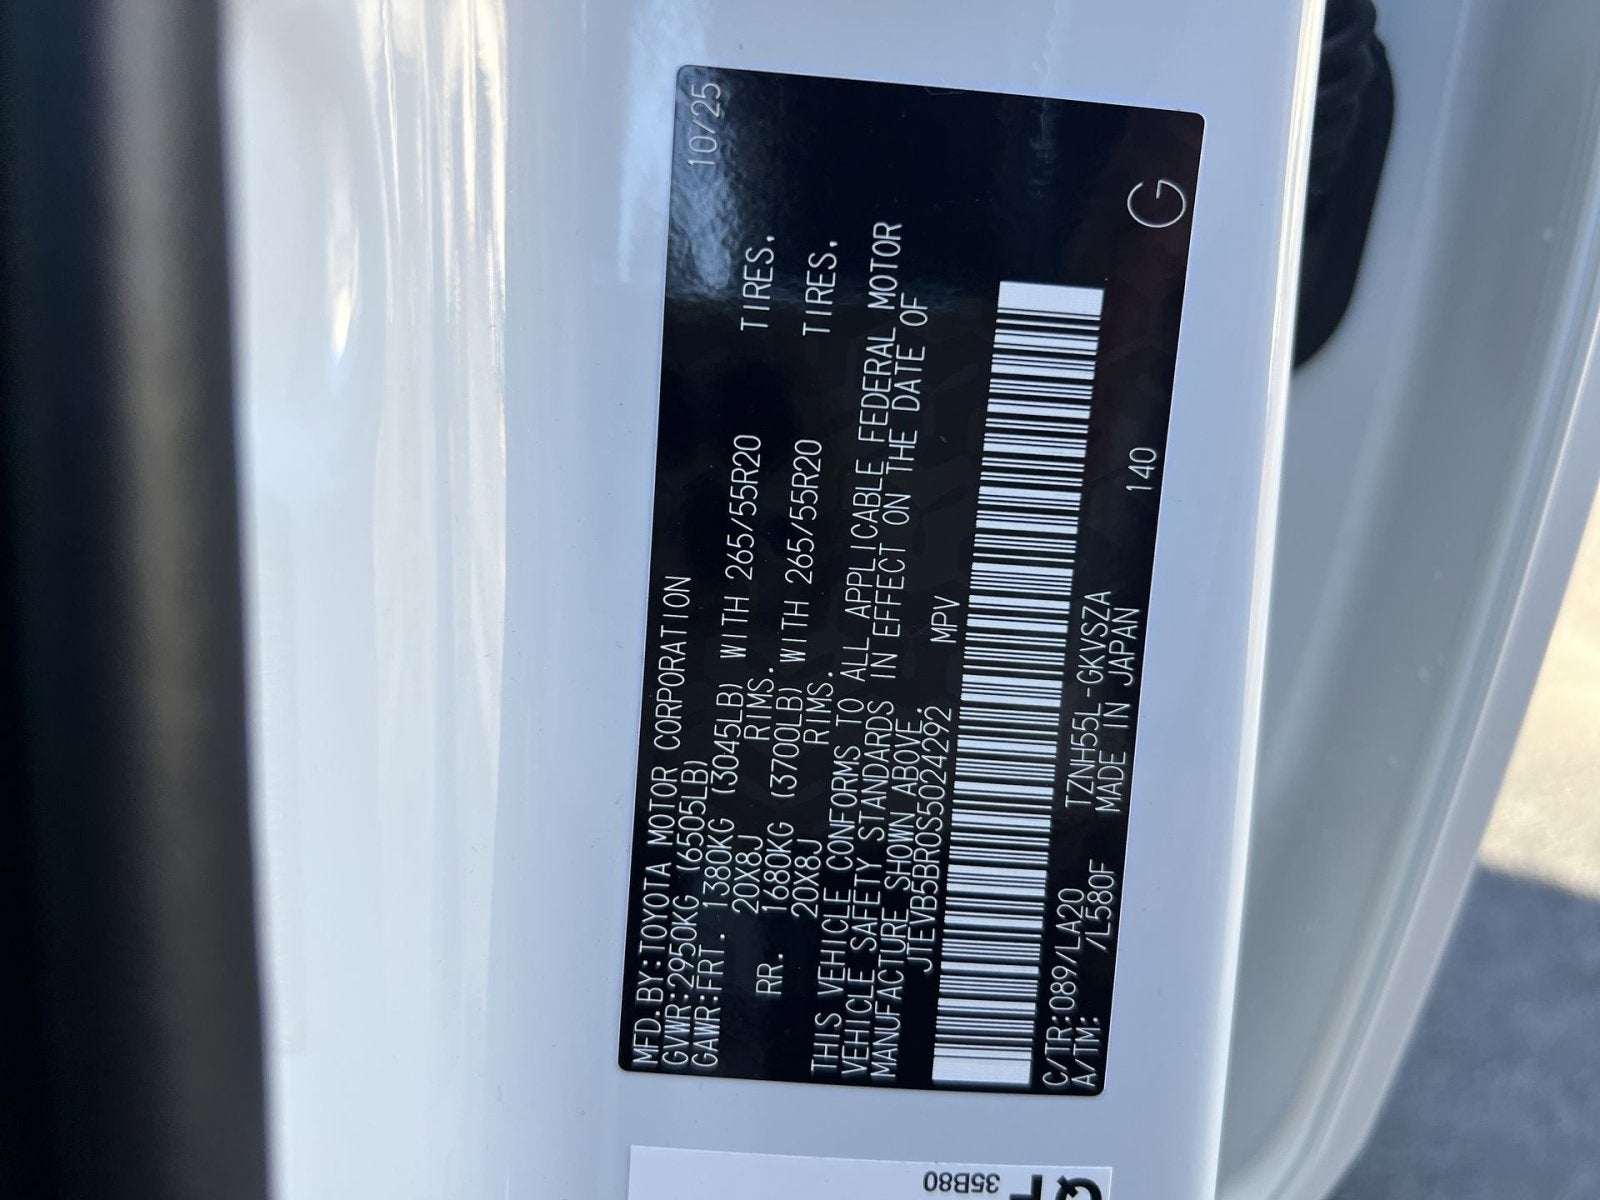 MFD.BY:TOYOTA MOTOR CORPORATION 10/25
GVWR:2950KG (6505LB)
GAWR:FRT. 1380KG (3045LB) WITH 265/55R20 TIRES.
20X8J RIMS.
RR. 1680KG (3700LB) WITH 265/55R20 TIRES.
20X8J RIMS.
THIS VEHICLE CONFORMS TO ALL APPLICABLE FEDERAL MOTOR
VEHICLE SAFETY STANDARDS IN EFFECT ON THE DATE OF
MANUFACTURE SHOWN ABOVE.
JTEVB5BR0S5024292 MPV
C/TR:089/LA20 TZNH55L-GKVSZA 140 G
A/TM: /L580F MADE IN JAPAN
35B80